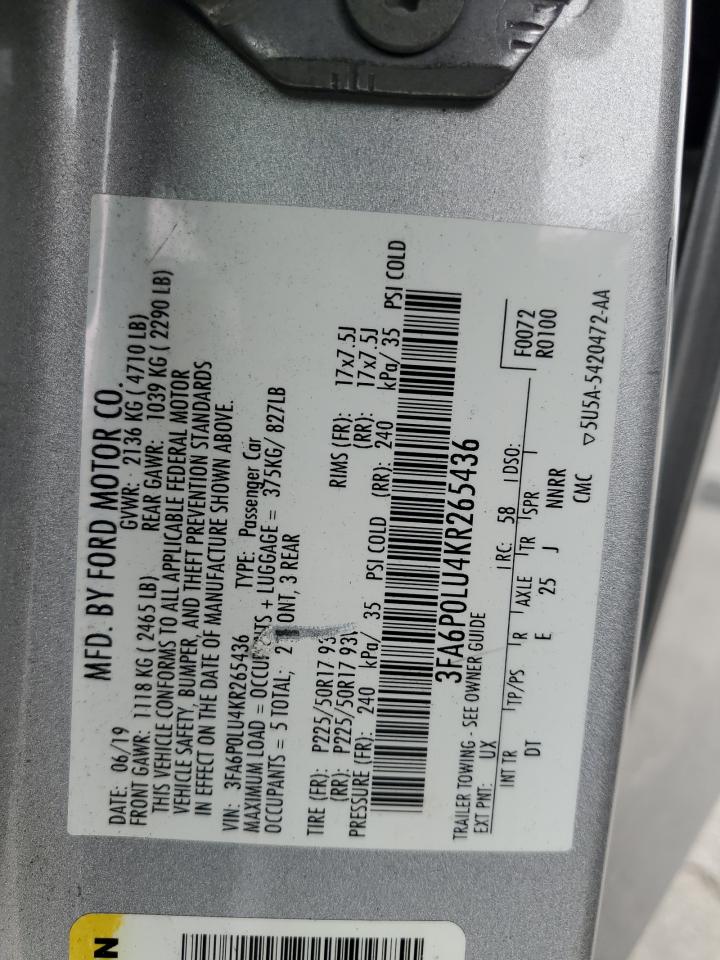 MFD. BY FORD MOTOR CO.
DATE: 06/19 GVWR: 2136 KG ( 4710 LB)
FRONT GAWR: 1118 KG ( 2465 LB) REAR GAWR: 1039 KG ( 2290 LB)
THIS VEHICLE CONFORMS TO ALL APPLICABLE FEDERAL MOTOR
VEHICLE SAFETY, BUMPER, AND THEFT PREVENTION STANDARDS
IN EFFECT ON THE DATE OF MANUFACTURE SHOWN ABOVE.
VIN: 3FA6P0LU4KR265436 TYPE: Passenger Car
MAXIMUM LOAD = OCCUPANTS + LUGGAGE = 375KG/ 827LB
OCCUPANTS = 5 TOTAL; 2 FRONT, 3 REAR
TIRE (FR): P225/50R17 93 RIMS (FR): 17x7.5J
(RR): P225/50R17 93V (RR): 17x7.5J
PRESSURE (FR): 240 kPa/ 35 PSI COLD (RR): 240 kPa/ 35 PSI COLD
3FA6P0LU4KR265436
TRAILER TOWING - SEE OWNER GUIDE
EXT PNT: UX RC: 58 DSO: F0072
INT TR TP/PS R AXLE TR SPR R0100
DT E 25 J NNRR
CMC ▽5U5A-5420472-AA
N